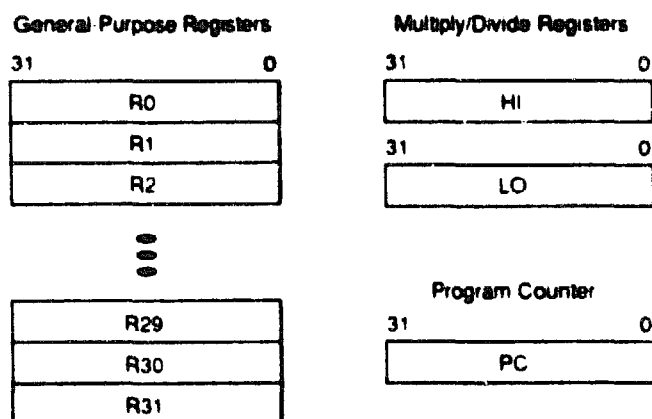 General-Purpose Registers
31 0
R0
R1
R2
R29
R30
R31
Multiply/Divide Registers
31 0
HI
31 0
LO
Program Counter
31 0
PC